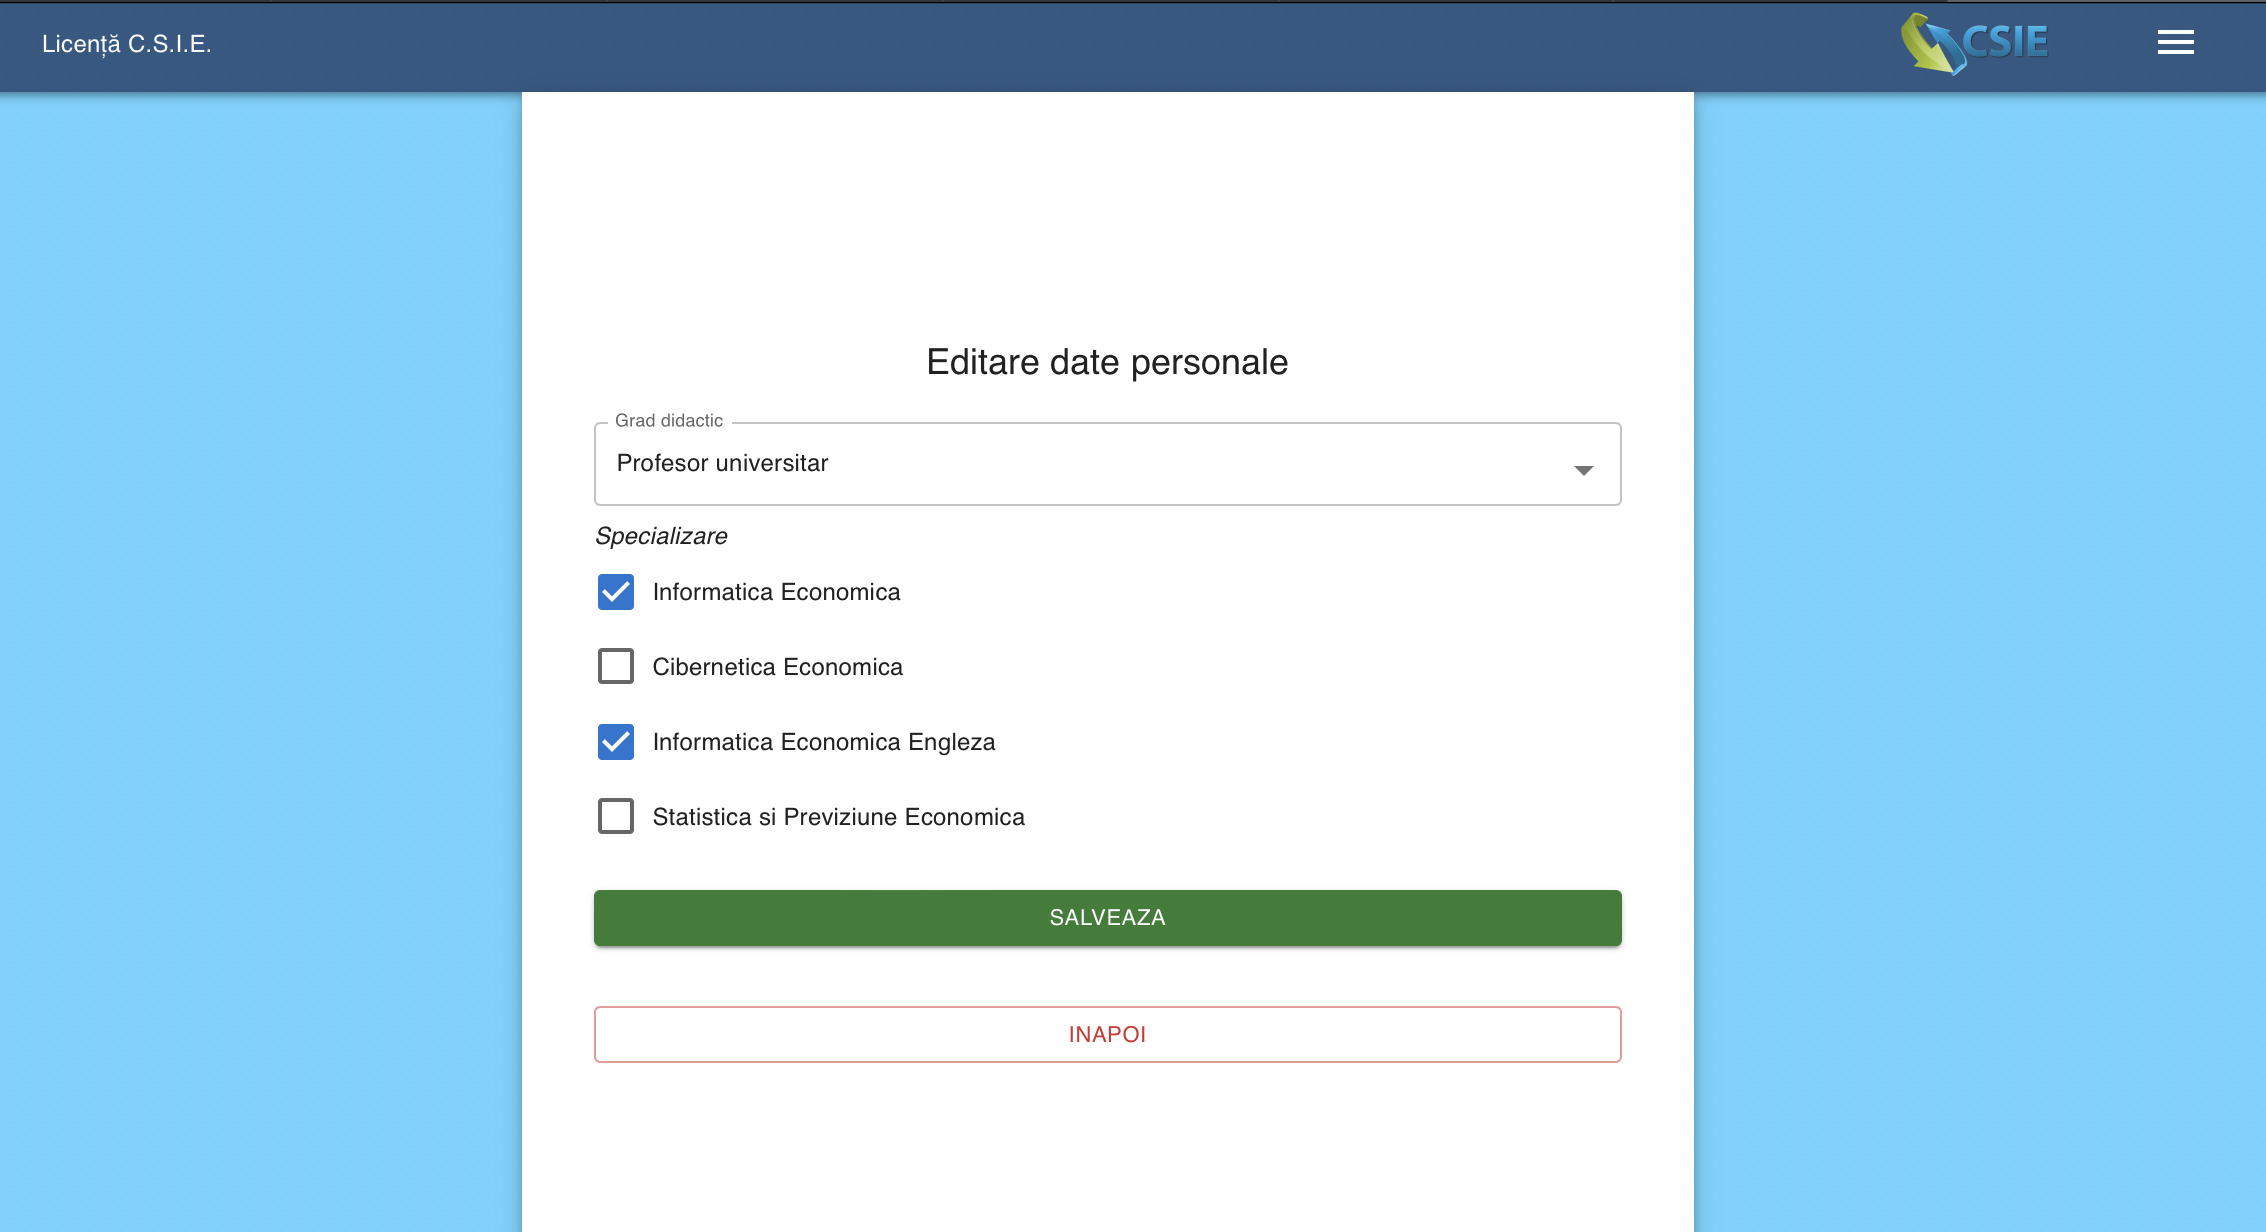 Licență C.S.I.E.
CSIE
Editare date personale
Grad didactic
Profesor universitar
Specializare
Informatica Economica
Cibernetica Economica
Informatica Economica Engleza
Statistica si Previziune Economica
SALVEAZA
INAPOI